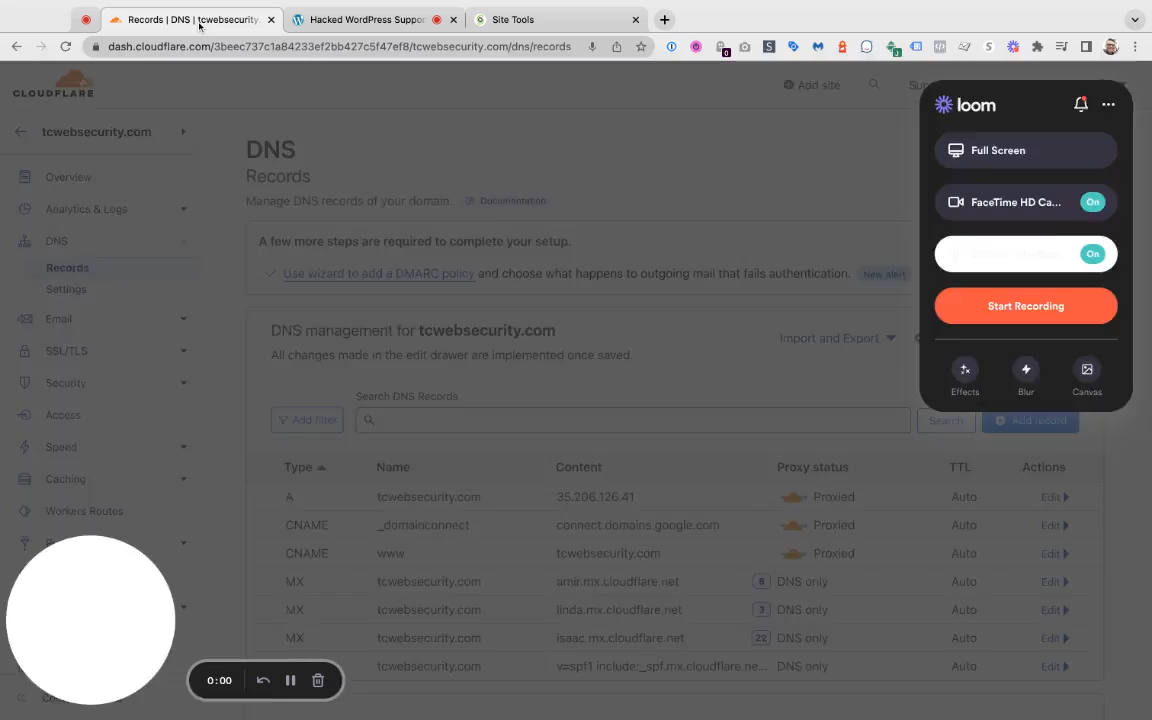 Records | DNS | tcwebsecurity.
Hacked WordPress Suppo
Site Tools
dash.cloudflare.com/3beec737c1a84233ef2bb427c5f47ef8/tcwebsecurity.com/dns/records
CLOUDFLARE
Add site
loom
tcwebsecurity.com
DNS
Full Screen
Overview
Records
Manage DNS records of your domain.
Documentation
FaceTime HD Ca...
On
Analytics & Logs
DNS
A few more steps are required to complete your setup.
On
Records
Use wizard to add a DMARC policy and choose what happens to outgoing mail that fails authentication.
New alert
Settings
Start Recording
Email
DNS management for tcwebsecurity.com
Import and Export
SSL/TLS
All changes made in the edit drawer are implemented once saved.
Security
Effects
Blur
Canvas
Search DNS Records
Access
Add filter
Search
Add record
Speed
Type
Name
Content
Proxy status
TTL
Actions
Caching
A
tcwebsecurity.com
35.206.126.41
Proxied
Auto
Edit
Workers Routes
CNAME
_domainconnect
connect.domains.google.com
Proxied
Auto
Edit
CNAME
www
tcwebsecurity.com
Proxied
Auto
Edit
MX
tcwebsecurity.com
amir.mx.cloudflare.net
DNS only
Auto
Edit
MX
tcwebsecurity.com
linda.mx.cloudflare.net
DNS only
Auto
Edit
MX
tcwebsecurity.com
isaac.mx.cloudflare.net
22
DNS only
Auto
Edit
tcwebsecurity.com
v=spf1 include:_spf.mx.cloudflare.ne...
DNS only
Auto
Edit
0:00